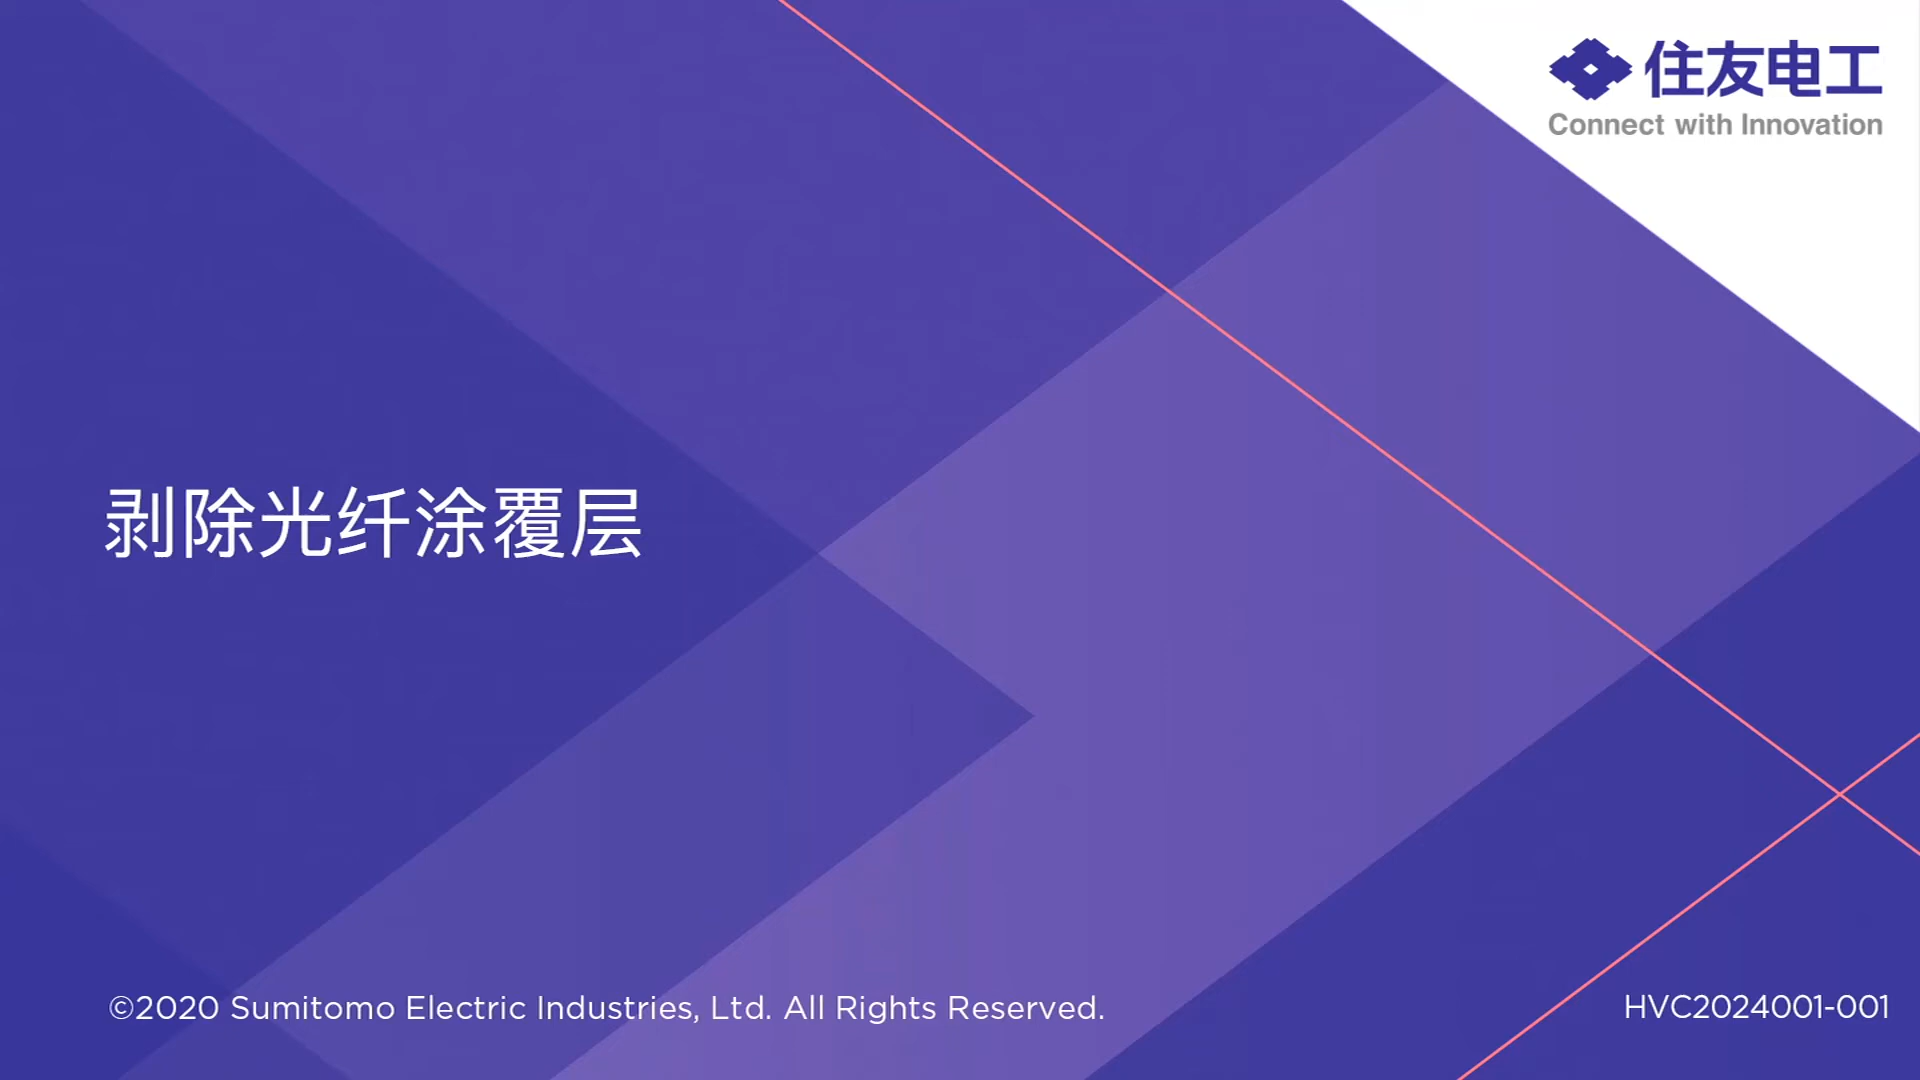 住友电工
Connect with Innovation
剥除光纤涂覆层
©2020 Sumitomo Electric Industries, Ltd. All Rights Reserved.
HVC2024001-001